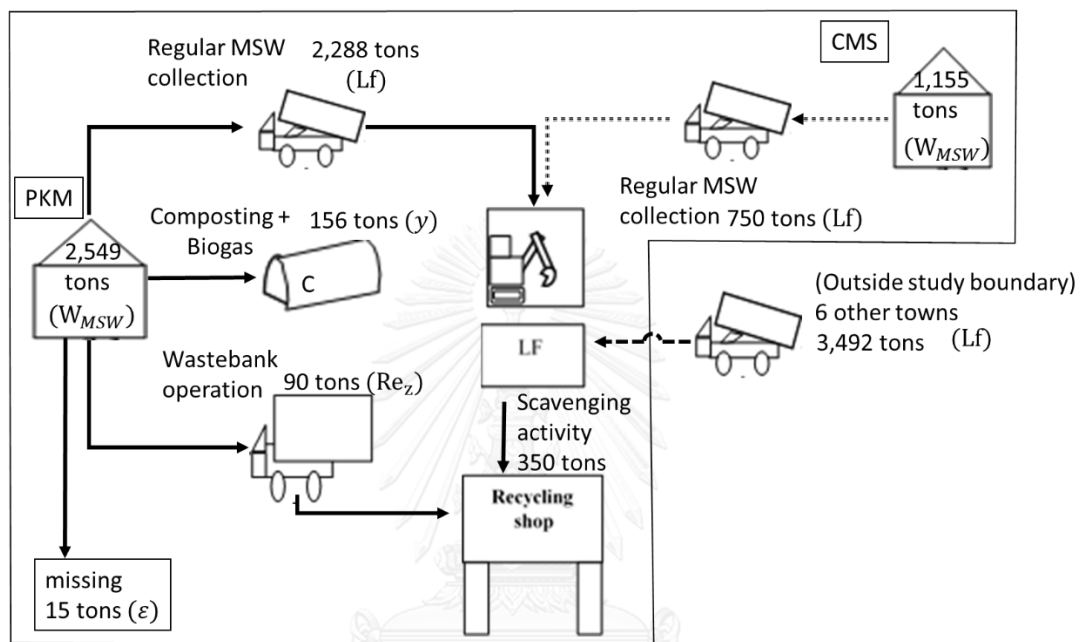 Regular MSW
collection
2,288 tons
(Lf)
CMS
1,155
tons
(W_MSW)
Regular MSW
collection 750 tons (Lf)
PKM
2,549
tons
(W_MSW)
Composting +
Biogas
156 tons (y)
C
(Outside study boundary)
6 other towns
3,492 tons (Lf)
LF
Wastebank
operation
90 tons (Re_z)
Scavenging
activity
350 tons
Recycling
shop
missing
15 tons (ε)